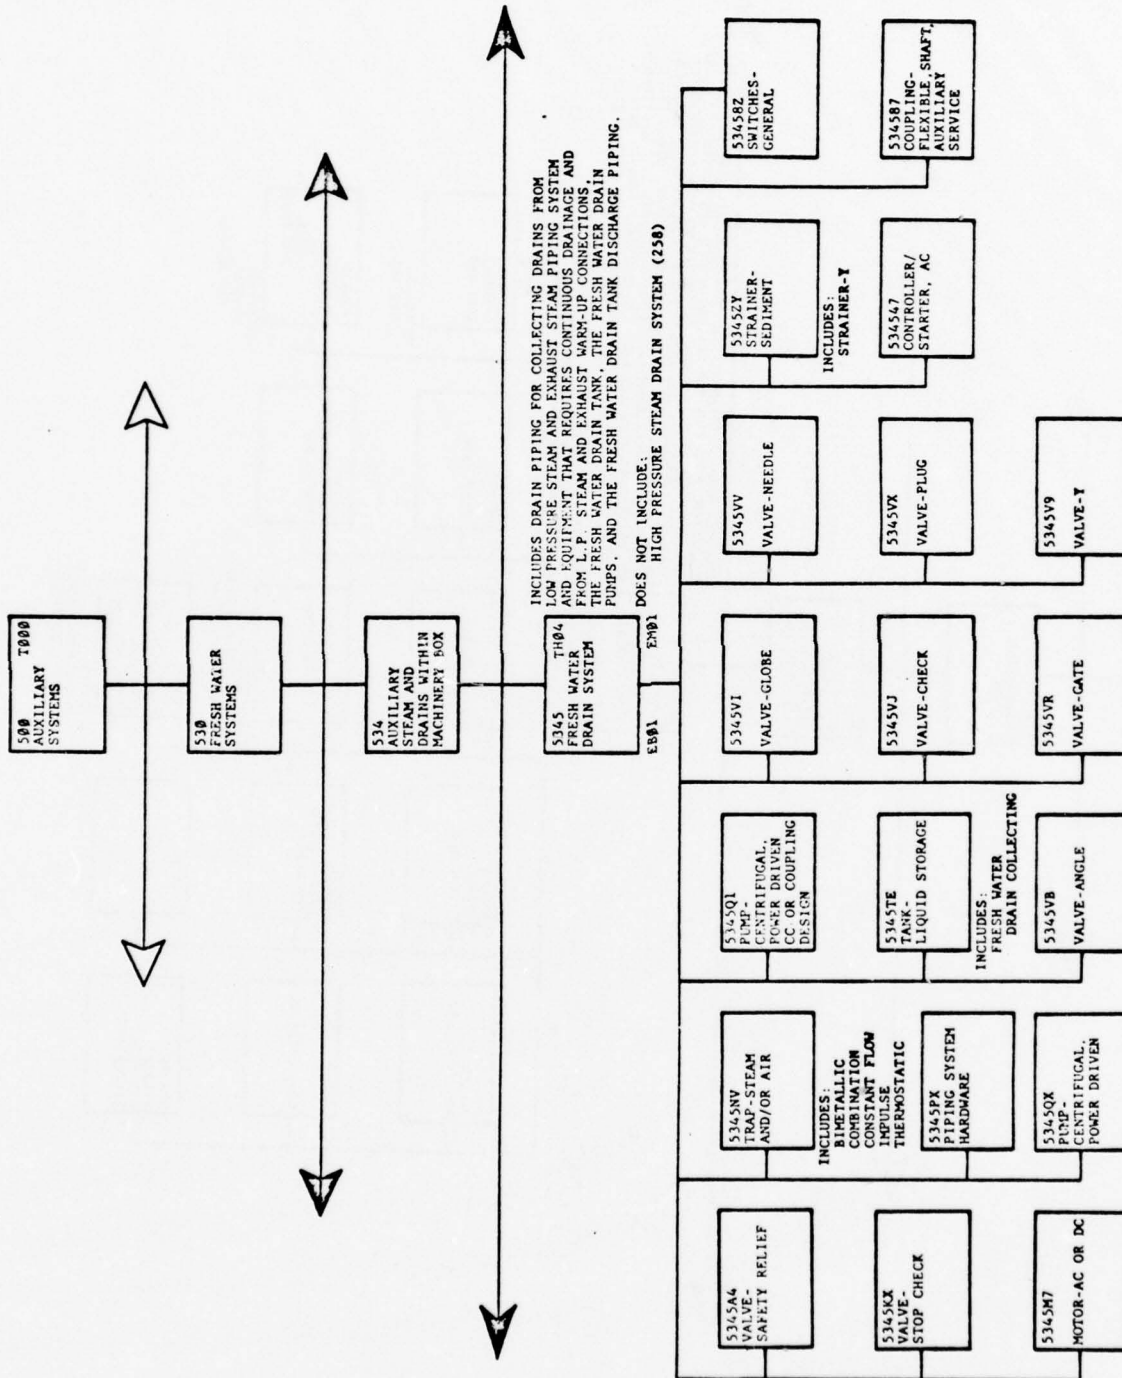 500 T000
AUXILIARY
SYSTEMS
530
FRESH WATER
SYSTEMS
534
AUXILIARY
STEAM AND
DRAINS WITHIN
MACHINERY BOX
5345 TH04
FRESH WATER
DRAIN SYSTEM
EB01 EM01
INCLUDES DRAIN PIPING FOR COLLECTING DRAINS FROM
LOW PRESSURE STEAM AND EXHAUST STEAM PIPING SYSTEM
AND EQUIPMENT THAT REQUIRES CONTINUOUS DRAINAGE AND
FROM L.P. STEAM AND EXHAUST WARM-UP CONNECTIONS,
THE FRESH WATER DRAIN TANK, THE FRESH WATER DRAIN
PUMPS, AND THE FRESH WATER DRAIN TANK DISCHARGE PIPING.
DOES NOT INCLUDE:
HIGH PRESSURE STEAM DRAIN SYSTEM (258)
5345A4
VALVE-
SAFETY RELIEF
5345KX
VALVE-
STOP CHECK
5345M7
MOTOR-AC OR DC
5345NV
TRAP-STEAM
AND/OR AIR
INCLUDES:
BIMETALLIC
COMBINATION
CONSTANT FLOW
IMPULSE
THERMOSTATIC
5345PX
PIPING SYSTEM
HARDWARE
5345QX
PUMP-
CENTRIFUGAL,
POWER DRIVEN
5345Q1
PUMP-
CENTRIFUGAL,
POWER DRIVEN
CC OR COUPLING
DESIGN
5345TE
TANK-
LIQUID STORAGE
INCLUDES:
FRESH WATER
DRAIN COLLECTING
5345VB
VALVE-ANGLE
5345VI
VALVE-GLOBE
5345VJ
VALVE-CHECK
5345VR
VALVE-GATE
5345VV
VALVE-NEEDLE
5345VX
VALVE-PLUG
5345V9
VALVE-Y
5345ZY
STRAINER-
SEDIMENT
INCLUDES:
STRAINER-Y
534547
CONTROLLER/
STARTER, AC
53458Z
SWITCHES-
GENERAL
534587
COUPLING-
FLEXIBLE,SHAFT,
AUXILIARY
SERVICE